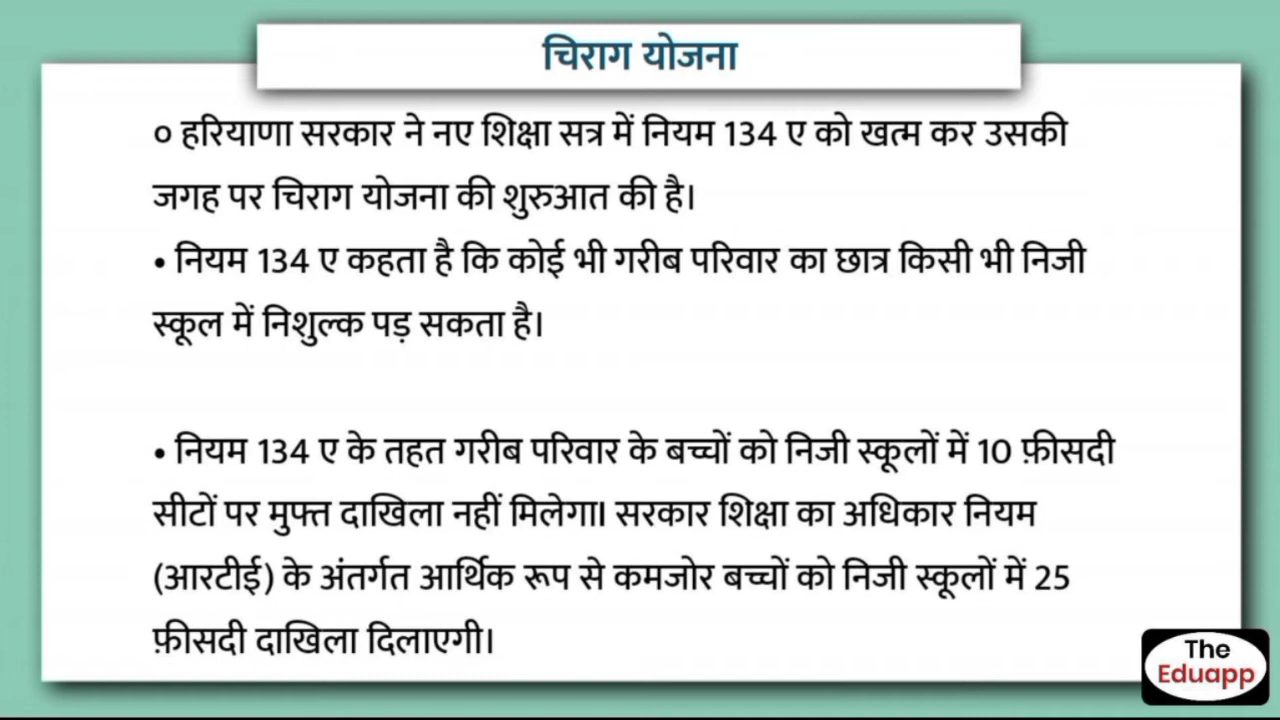 चिराग योजना
० हरियाणा सरकार ने नए शिक्षा सत्र में नियम 134 ए को खत्म कर उसकी
जगह पर चिराग योजना की शुरुआत की है।
• नियम 134 ए कहता है कि कोई भी गरीब परिवार का छात्र किसी भी निजी
स्कूल में निशुल्क पड़ सकता है।
• नियम 134 ए के तहत गरीब परिवार के बच्चों को निजी स्कूलों में 10 फ़ीसदी
सीटों पर मुफ्त दाखिला नहीं मिलेगा। सरकार शिक्षा का अधिकार नियम
(आरटीई) के अंतर्गत आर्थिक रूप से कमजोर बच्चों को निजी स्कूलों में 25
फ़ीसदी दाखिला दिलाएगी।
The
Eduapp